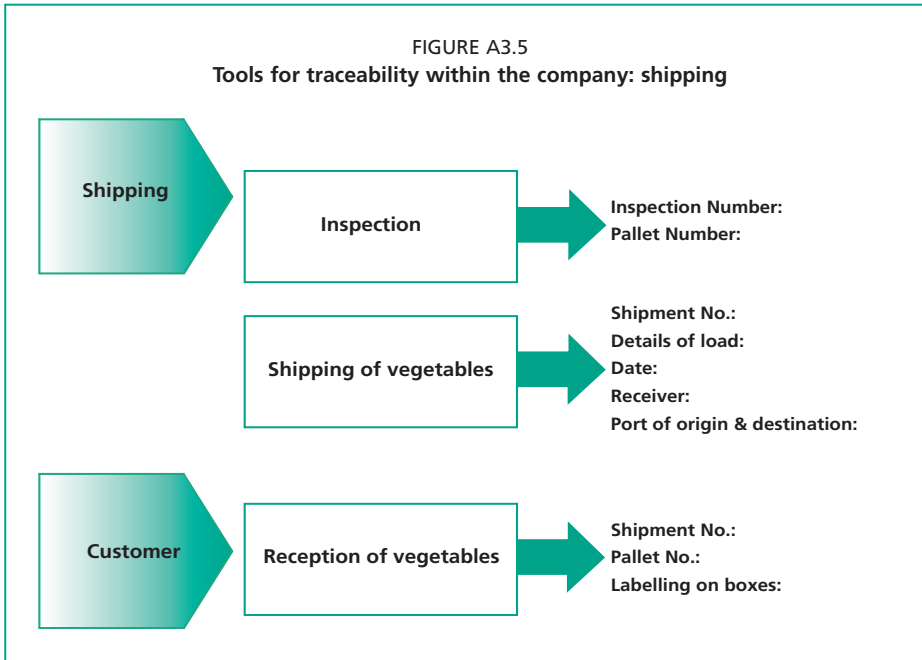 FIGURE A3.5
Tools for traceability within the company: shipping
Shipping
Inspection
Inspection Number:
Pallet Number:
Shipping of vegetables
Shipment No.:
Details of load:
Date:
Receiver:
Port of origin & destination:
Customer
Reception of vegetables
Shipment No.:
Pallet No.:
Labelling on boxes: